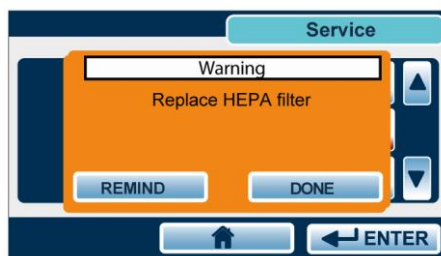 Service
Warning
Replace HEPA filter
REMIND
DONE
ENTER